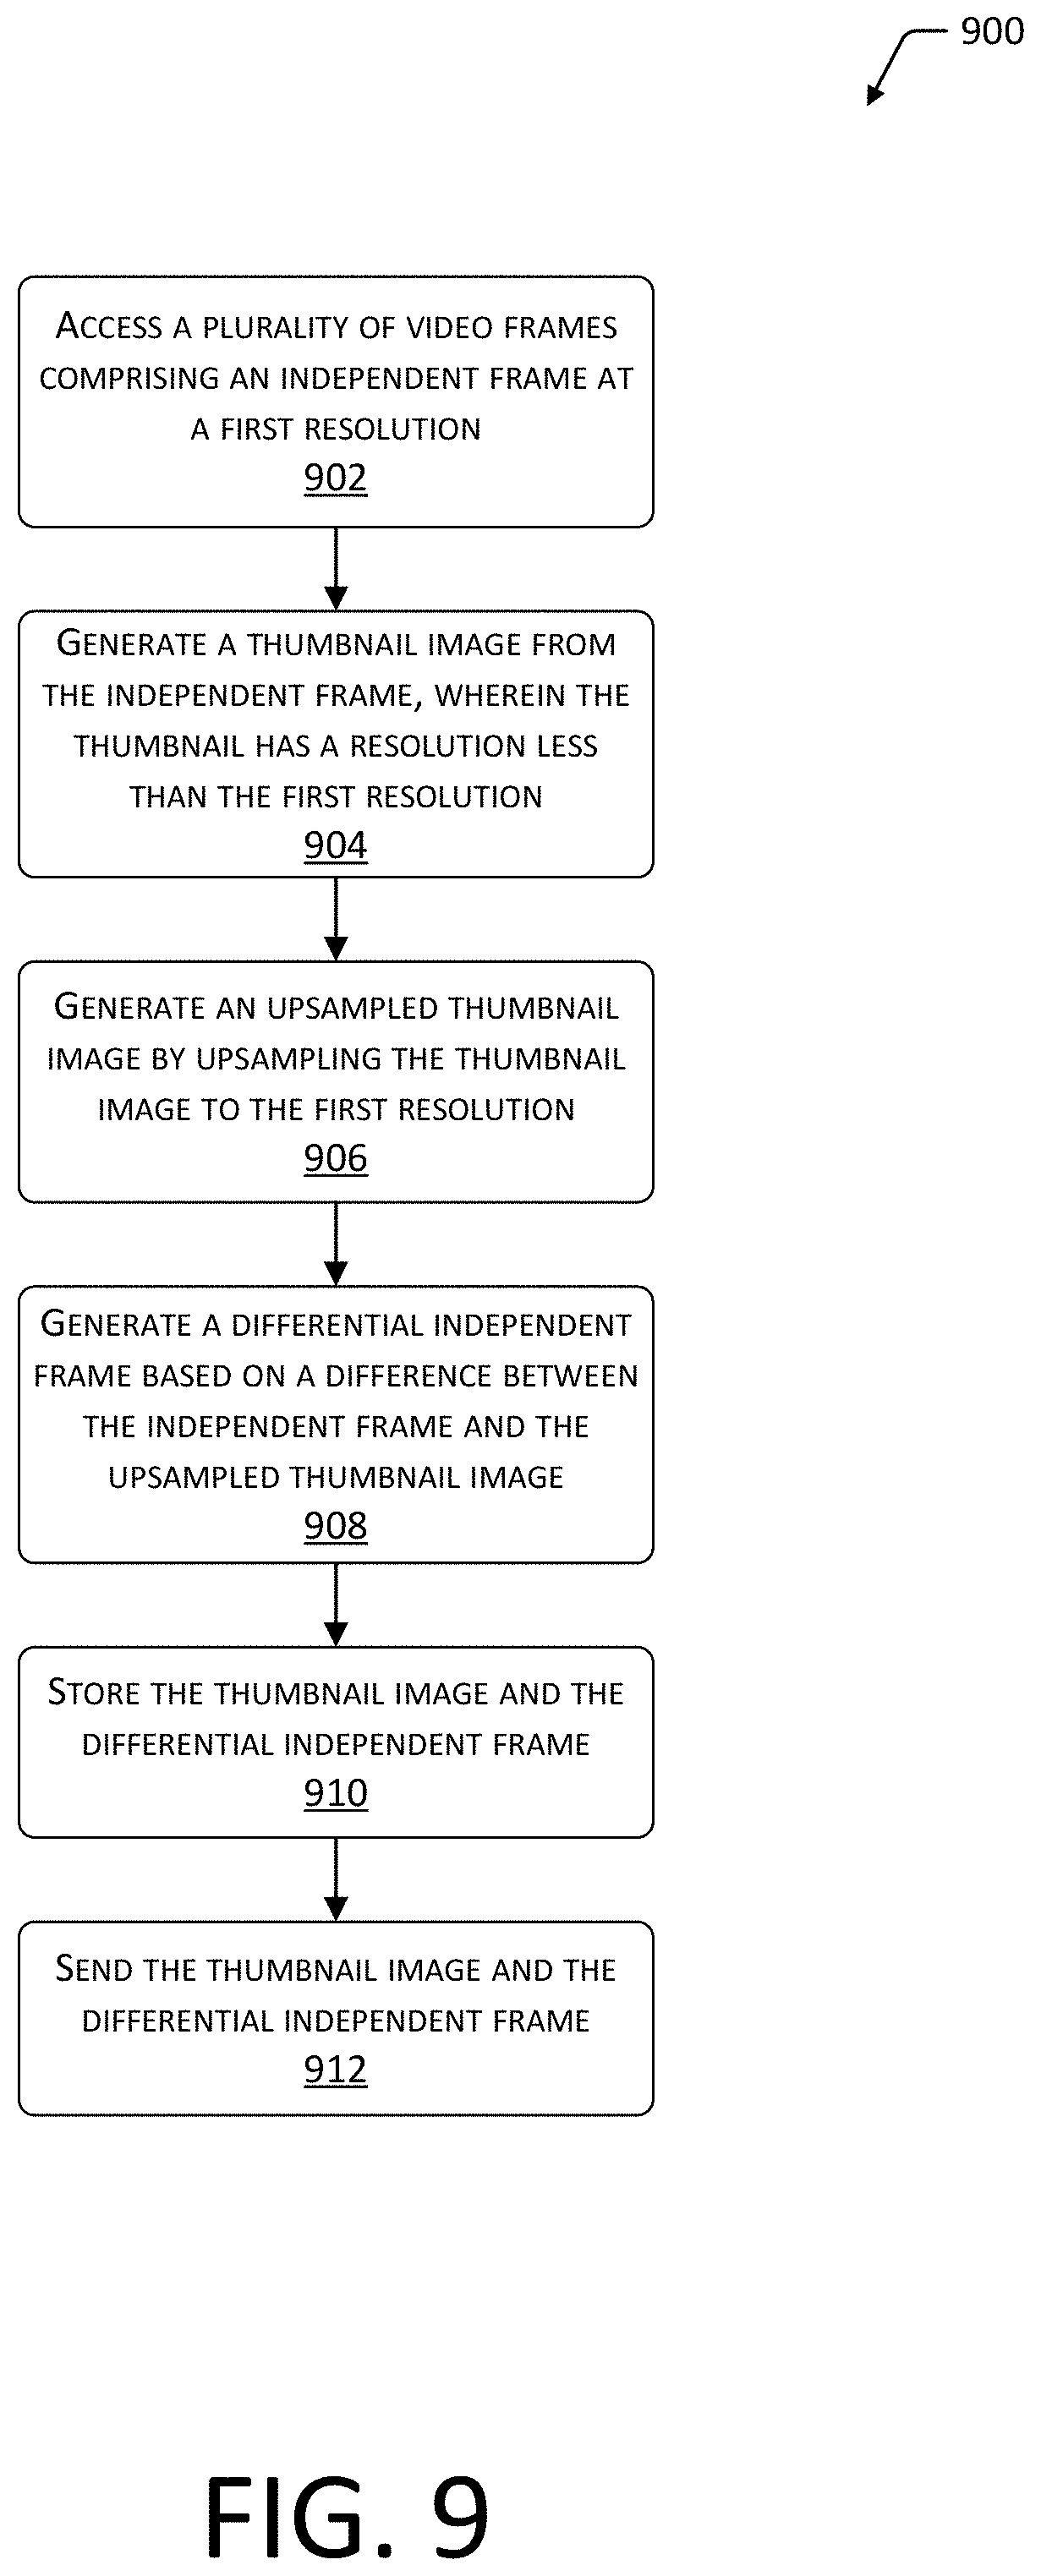 900
Access a plurality of video frames
comprising an independent frame at
a first resolution
902
Generate a thumbnail image from
the independent frame, wherein the
thumbnail has a resolution less
than the first resolution
904
Generate an upsampled thumbnail
image by upsampling the thumbnail
image to the first resolution
906
Generate a differential independent
frame based on a difference between
the independent frame and the
upsampled thumbnail image
908
Store the thumbnail image and the
differential independent frame
910
Send the thumbnail image and the
differential independent frame
912
FIG. 9